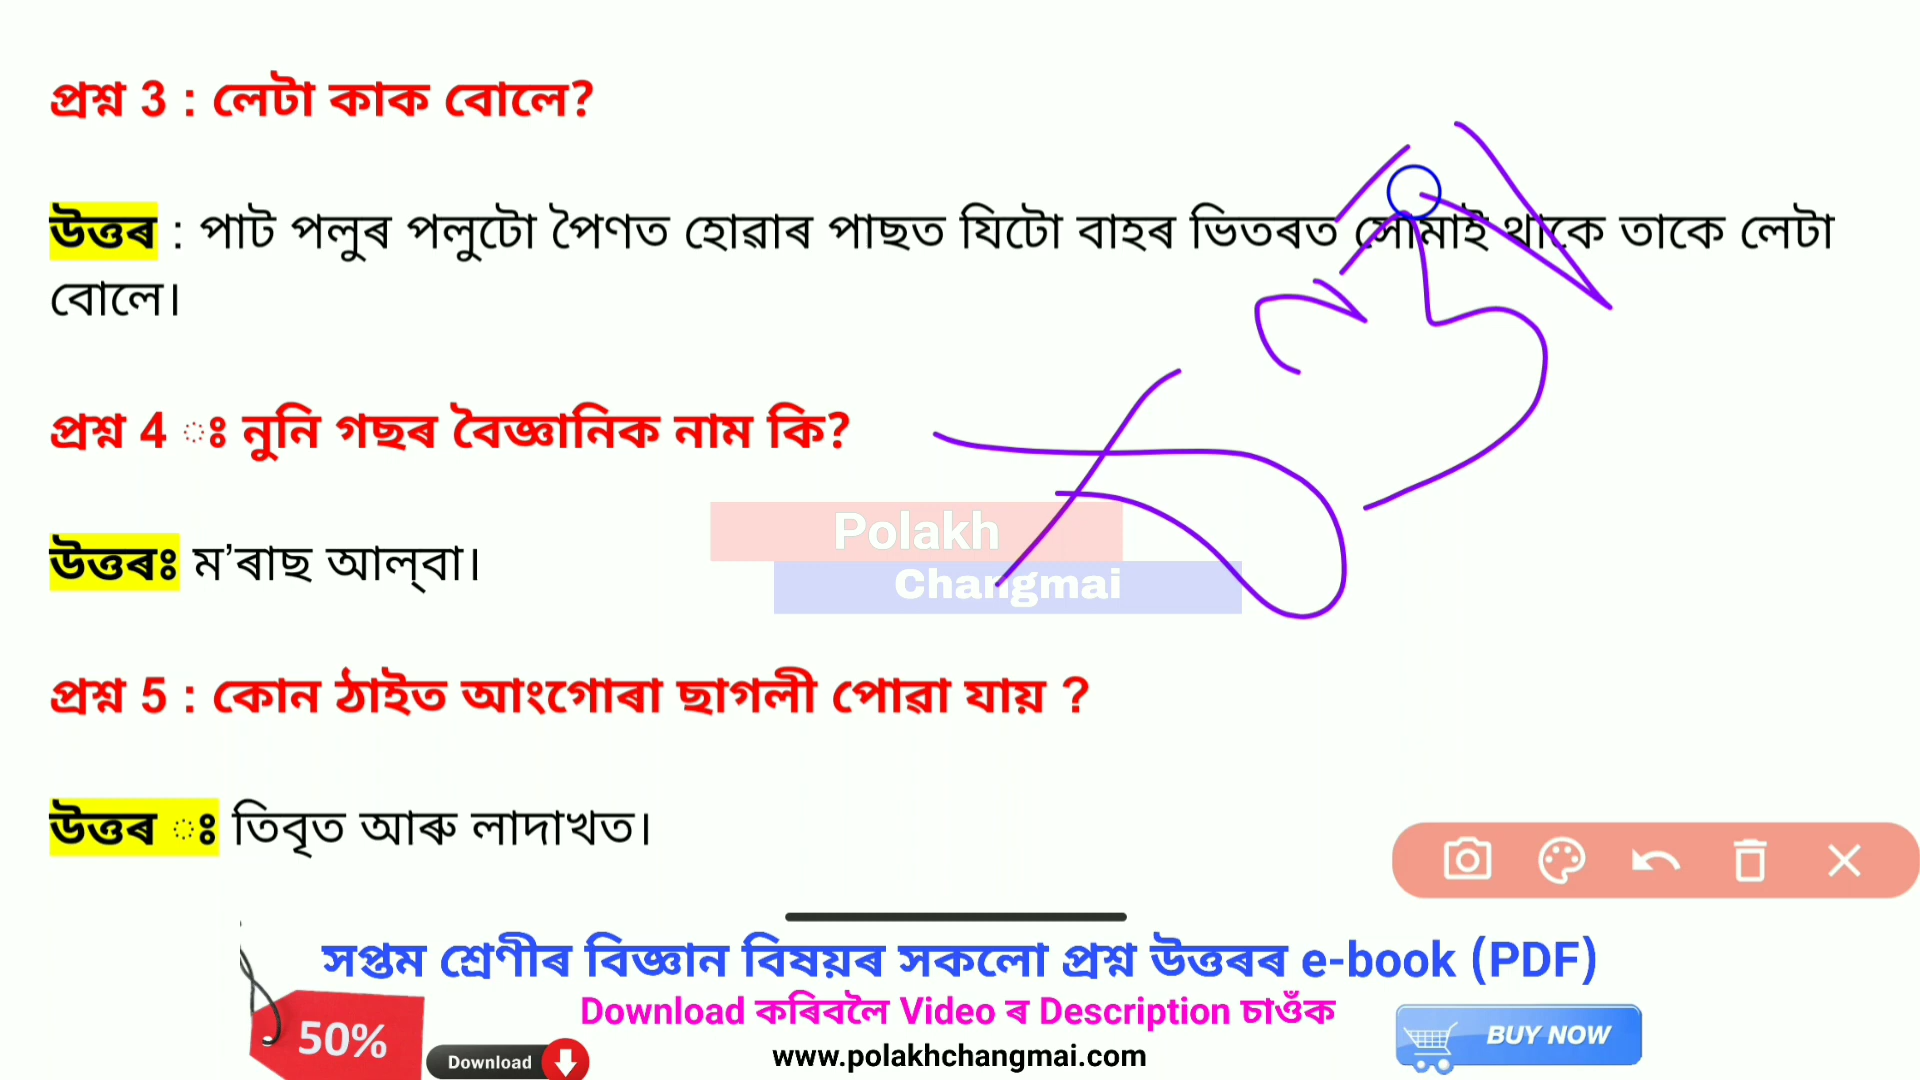 প্ৰশ্ন 3 : লেটা কাক বোলে?
উত্তৰ : পাট পলুৰ পলুটো পৈণত হোৱাৰ পাছত যিটো বাহৰ ভিতৰত সোমাই থাকে তাকে লেটা
বোলে।
প্ৰশ্ন 4 ঃ নুনি গছৰ বৈজ্ঞানিক নাম কি?
উত্তৰঃ ম’ৰাছ আল্‌বা।
Polakh
Changmai
প্ৰশ্ন 5 : কোন ঠাইত আংগোৰা ছাগলী পোৱা যায় ?
উত্তৰ ঃ তিবৃত আৰু লাদাখত।
সপ্তম শ্ৰেণীৰ বিজ্ঞান বিষয়ৰ সকলো প্ৰশ্ন উত্তৰৰ e-book (PDF)
Download কৰিবলৈ Video ৰ Description চাওঁক
50%
Download
www.polakhchangmai.com
BUY NOW